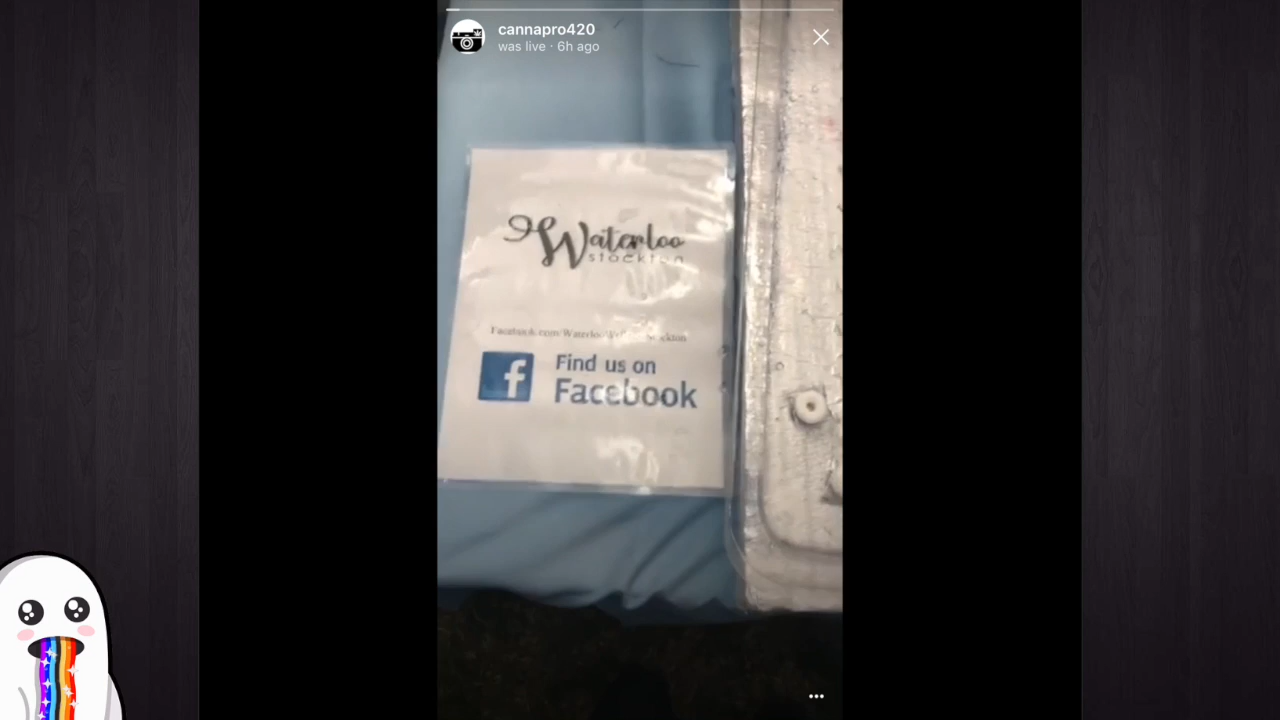 cannapro420
was live · 6h ago
Waterloo
stockton
Find us on
Facebook